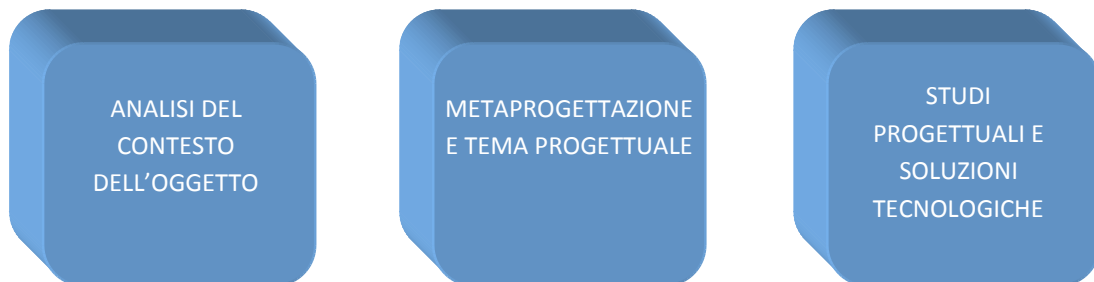 ANALISI DEL
CONTESTO
DELL’OGGETTO
METAPROGETTAZIONE
E TEMA PROGETTUALE
STUDI
PROGETTUALI E
SOLUZIONI
TECNOLOGICHE